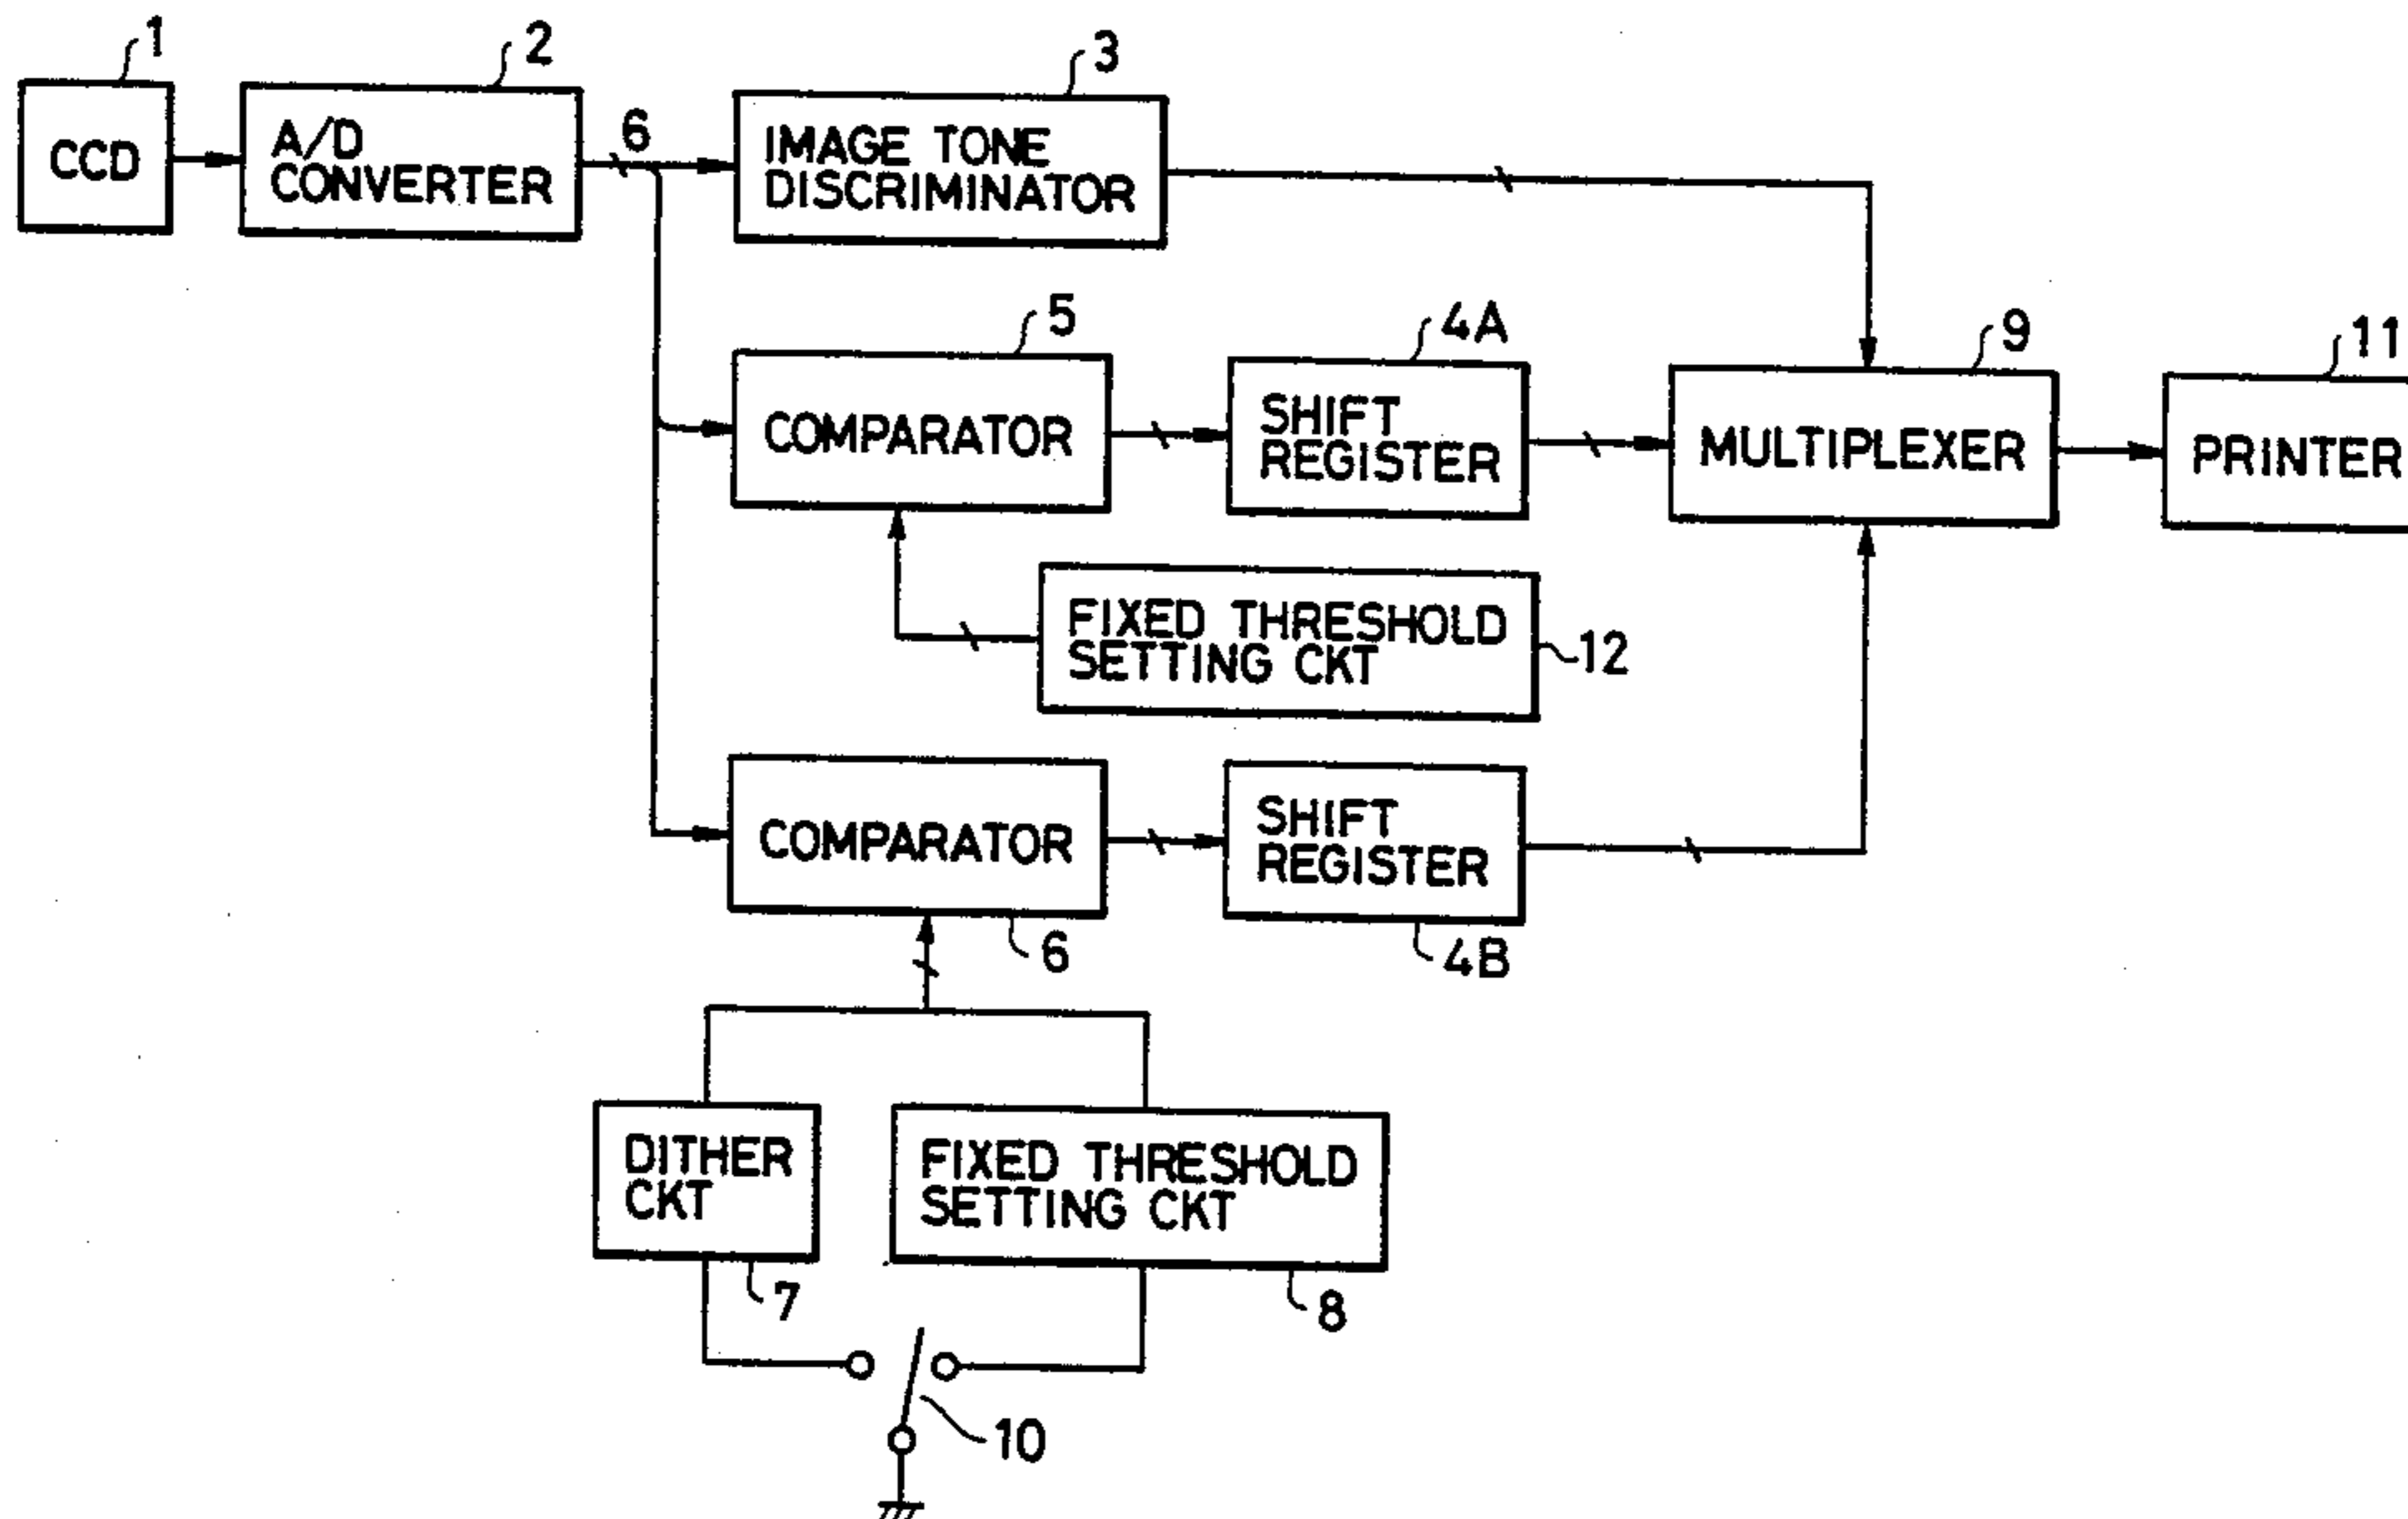 1
2
3
CCD
A/D
CONVERTER
6
IMAGE TONE
DISCRIMINATOR
5
4A
9
11
COMPARATOR
SHIFT
REGISTER
MULTIPLEXER
PRINTER
FIXED THRESHOLD
SETTING CKT
12
COMPARATOR
SHIFT
REGISTER
6
4B
DITHER
CKT
FIXED THRESHOLD
SETTING CKT
7
8
10